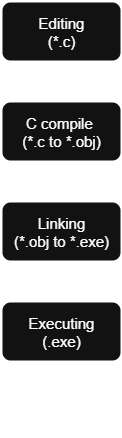 Editing
(*.c)
C compile
(*.c to *.obj)
Linking
(*.obj to *.exe)
Executing
(.exe)